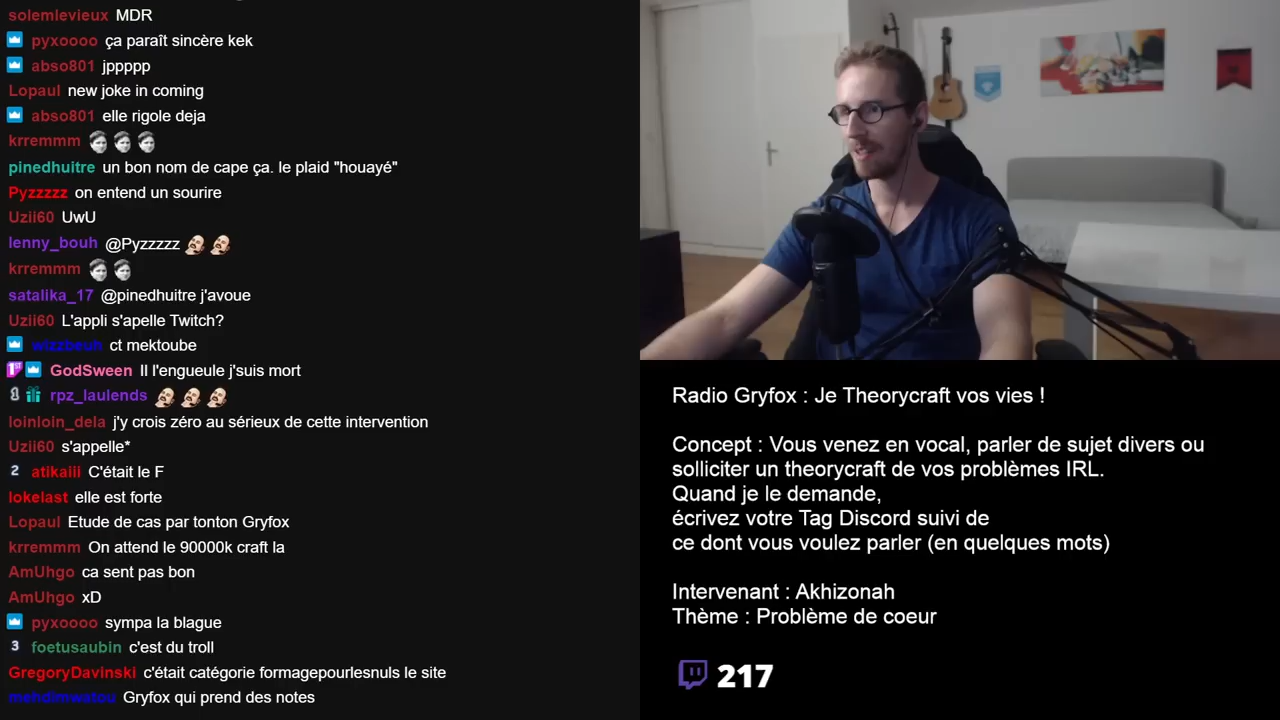 solemlevieux MDR
pyxoooo ça paraît sincère kek
abso801 jppppp
Lopaul new joke in coming
abso801 elle rigole deja
krremmm
pinedhuitre un bon nom de cape ça. le plaid "houayé"
Pyzzzzz on entend un sourire
Uzii60 UwU
lenny_bouh @Pyzzzzz
krremmm
satalika_17 @pinedhuitre j'avoue
Uzii60 L'appli s'apelle Twitch?
wizzbeuh ct mektoube
1ST GodSween Il l'engueule j'suis mort
rpz_laulends
loinloin_dela j'y crois zéro au sérieux de cette intervention
Uzii60 s'appelle*
2 atikaiii C'était le F
lokelast elle est forte
Lopaul Etude de cas par tonton Gryfox
krremmm On attend le 90000k craft la
AmUhgo ca sent pas bon
AmUhgo xD
pyxoooo sympa la blague
3 foetusaubin c'est du troll
GregoryDavinski c'était catégorie formagepourlesnuls le site
mehdimwatou Gryfox qui prend des notes
Radio Gryfox : Je Theorycraft vos vies !
Concept : Vous venez en vocal, parler de sujet divers ou
solliciter un theorycraft de vos problèmes IRL.
Quand je le demande,
écrivez votre Tag Discord suivi de
ce dont vous voulez parler (en quelques mots)
Intervenant : Akhizonah
Thème : Problème de coeur
217